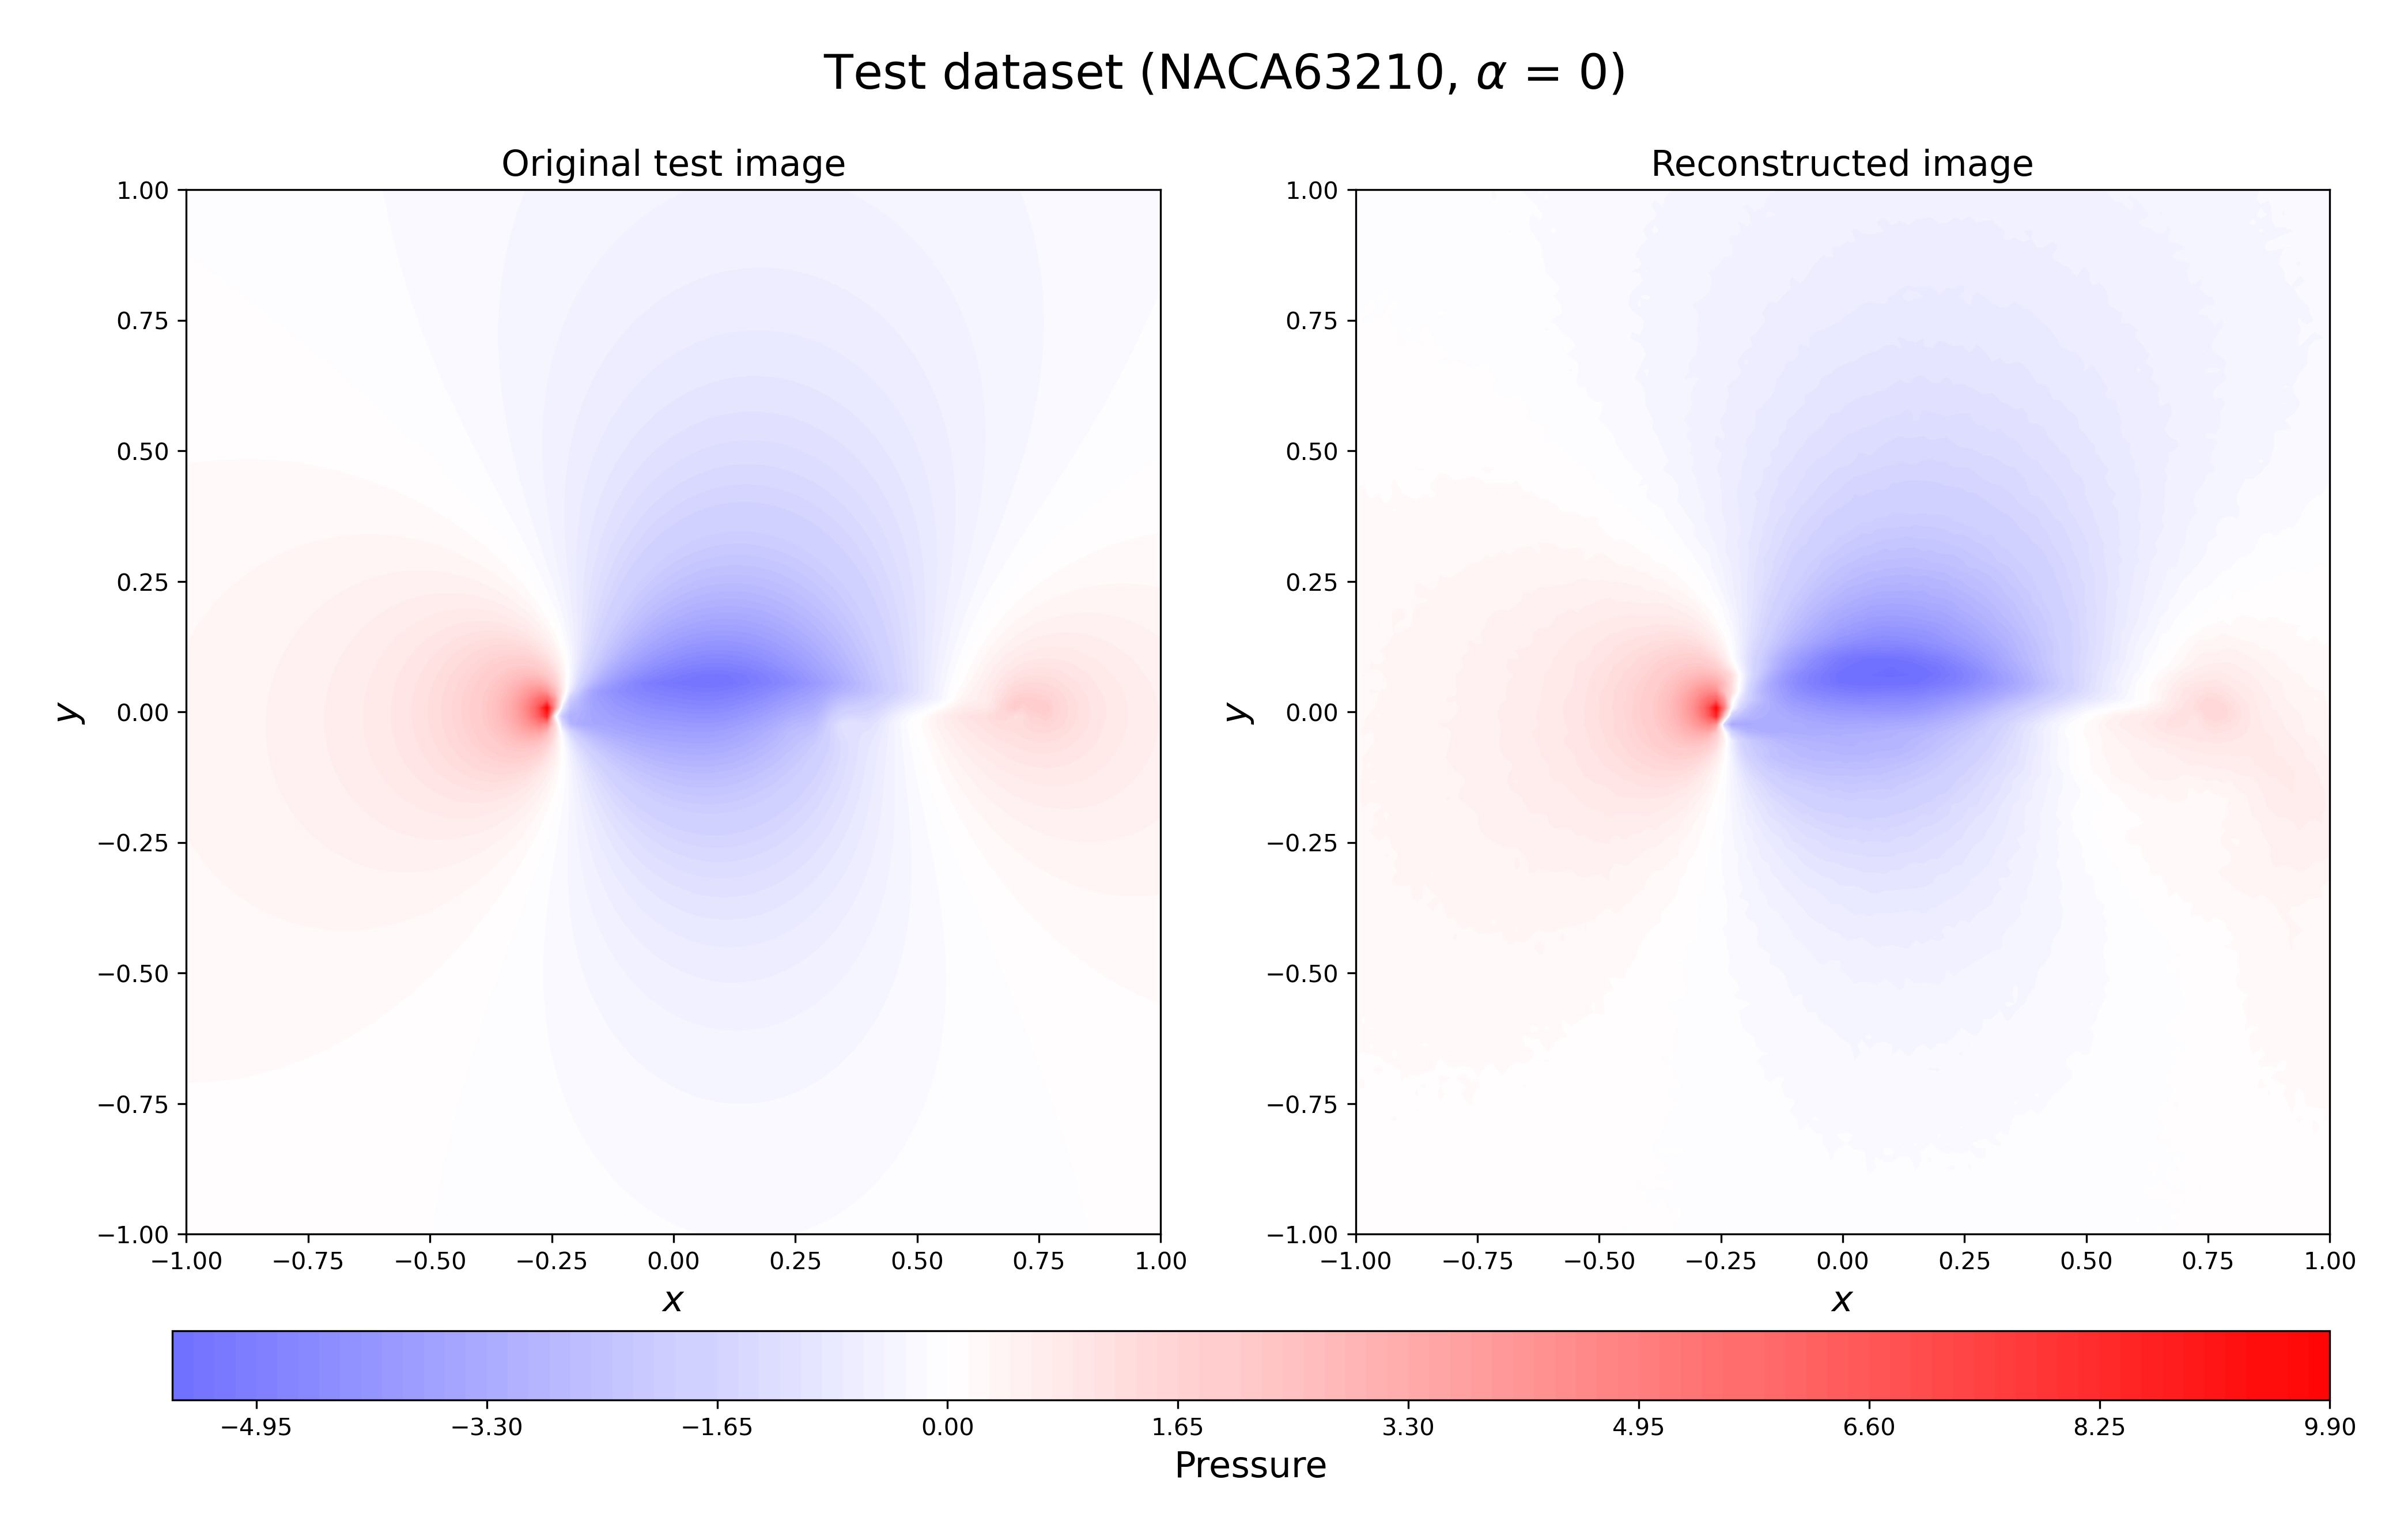 Test dataset (NACA63210, α = 0)
Original test image
Reconstructed image
1.00
0.75
0.50
0.25
0.00
−0.25
−0.50
−0.75
−1.00
y
−1.00 −0.75 −0.50 −0.25 0.00 0.25 0.50 0.75 1.00
x
1.00
0.75
0.50
0.25
0.00
−0.25
−0.50
−0.75
−1.00
y
−1.00 −0.75 −0.50 −0.25 0.00 0.25 0.50 0.75 1.00
x
−4.95 −3.30 −1.65 0.00 1.65 3.30 4.95 6.60 8.25 9.90
Pressure